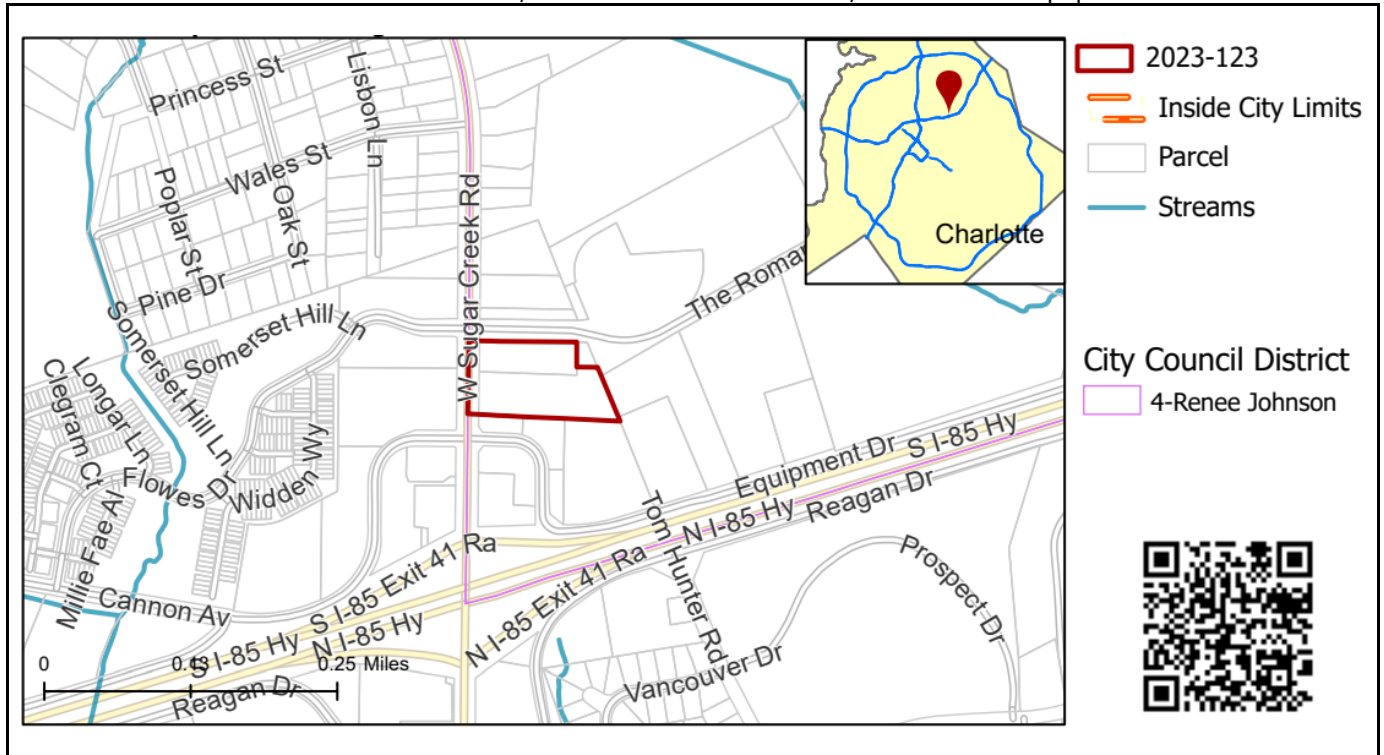 Princess St
Lisbon Ln
Wales St
Poplar St
Oak St
Pine Dr
W Sugar Creek Rd
Somerset Hill Ln
Somerset Hill Ln
The Roman
Longar Ln
Clegram Ct
Flowes Dr
Widden Wy
Millie Fae Al
Cannon Av
S I-85 Exit 41 Ra
S I-85 Hy
N I-85 Hy
N I-85 Exit 41 Ra
N I-85 Hy
Equipment Dr
S I-85 Hy
Reagan Dr
Tom Hunter Rd
Prospect Dr
Vancouver Dr
Reagan Dr
0 0.13 0.25 Miles
Charlotte
2023-123
Inside City Limits
Parcel
Streams
City Council District
4-Renee Johnson